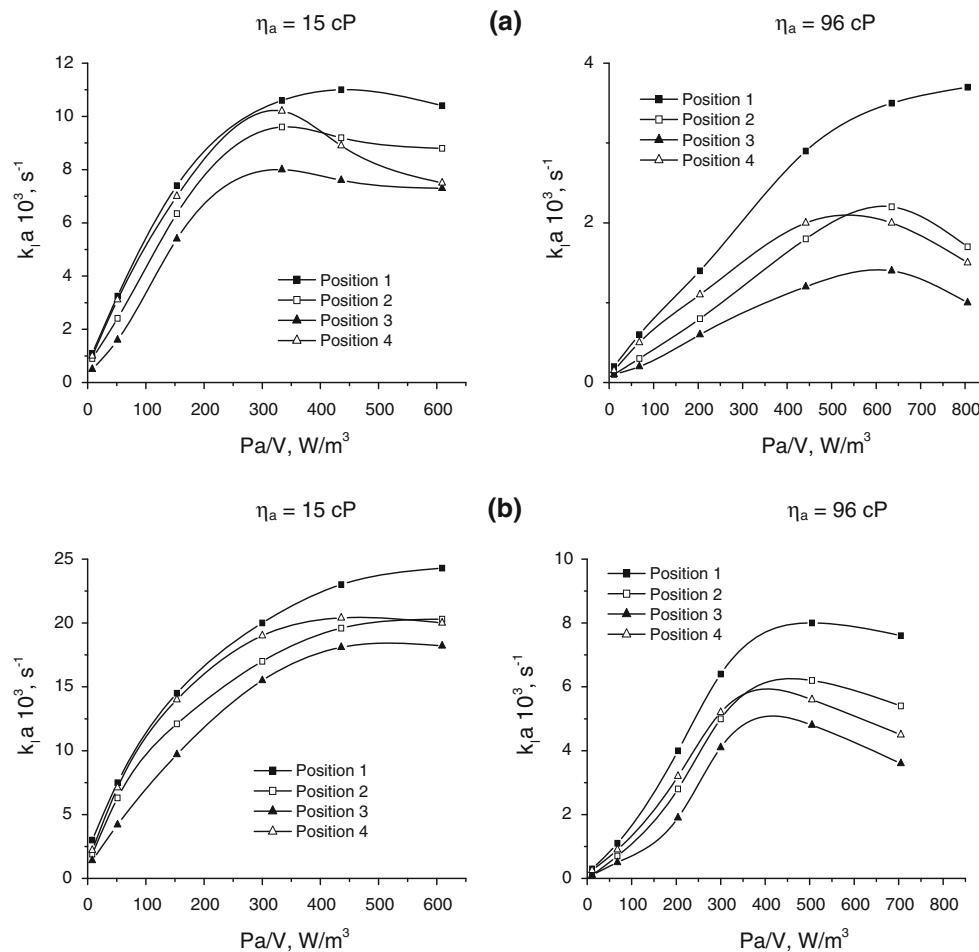 ηa = 15 cP
(a)
ηa = 96 cP
12
10
8
6
4
2
0
kla 10³, s⁻¹
Position 1
Position 2
Position 3
Position 4
0 100 200 300 400 500 600
Pa/V, W/m³
4
2
0
kla 10³, s⁻¹
Position 1
Position 2
Position 3
Position 4
0 100 200 300 400 500 600 700 800
Pa/V, W/m³
ηa = 15 cP
(b)
ηa = 96 cP
25
20
15
10
5
0
kla 10³, s⁻¹
Position 1
Position 2
Position 3
Position 4
0 100 200 300 400 500 600
Pa/V, W/m³
10
8
6
4
2
0
kla 10³, s⁻¹
Position 1
Position 2
Position 3
Position 4
0 100 200 300 400 500 600 700 800
Pa/V, W/m³